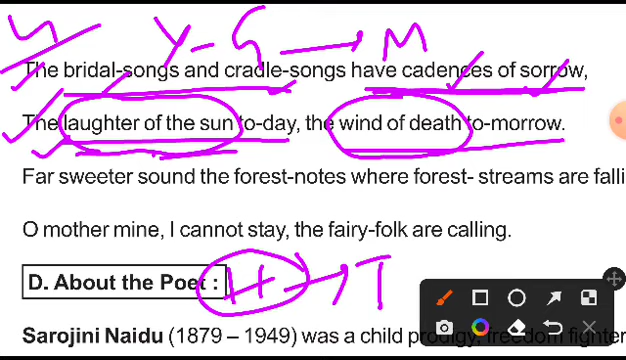 Y - G → M
The bridal-songs and cradle-songs have cadences of sorrow,
The laughter of the sun to-day, the wind of death to-morrow.
Far sweeter sound the forest-notes where forest- streams are falli
O mother mine, I cannot stay, the fairy-folk are calling.
D. About the Poet : H → T
Sarojini Naidu (1879 – 1949) was a child prodigy, freedom fighter